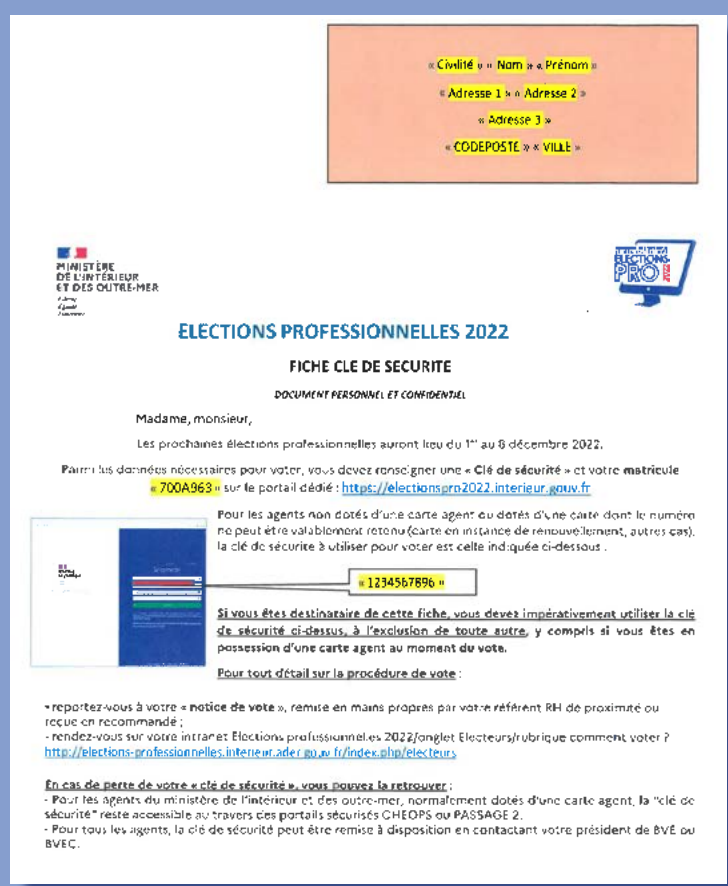 « Civilité » « Nom » « Prénom »
« Adresse 1 » « Adresse 2 »
« Adresse 3 »
« CODEPOSTE » « VILLE »
MINISTÈRE
DE L'INTÉRIEUR
ET DES OUTRE-MER
ELECTIONS
PRO
ELECTIONS PROFESSIONNELLES 2022
FICHE CLE DE SECURITE
DOCUMENT PERSONNEL ET CONFIDENTIEL
Madame, monsieur,
Les prochaines élections professionnelles auront lieu du 1er au 8 décembre 2022.
Parmi les données nécessaires pour voter, vous devez renseigner une « Clé de sécurité » et votre matricule
« 700A963 » sur le portail dédié : https://electionspro2022.interieur.gouv.fr
Pour les agents non dotés d'une carte agent ou dotés d'une carte dont le numéro
ne peut être valablement retenu (carte en instance de renouvellement, autres cas),
la clé de sécurité à utiliser pour voter est celle indiquée ci-dessous .
« 1234567896 »
Si vous êtes destinataire de cette fiche, vous devez impérativement utiliser la clé
de sécurité ci-dessus, à l'exclusion de toute autre, y compris si vous êtes en
possession d'une carte agent au moment du vote.
Pour tout détail sur la procédure de vote :
• reportez-vous à votre « notice de vote », remise en mains propres par votre référent RH de proximité ou
reçue en recommandé ;
- rendez-vous sur votre intranet Elections professionnelles 2022/onglet Electeurs/rubrique comment voter ?
http://elections-professionnelles.interieur.ader.gouv.fr/index.php/electeurs
En cas de perte de votre « clé de sécurité », vous pouvez la retrouver :
- Pour les agents du ministère de l'intérieur et des outre-mer, normalement dotés d'une carte agent, la "clé de
sécurité" reste accessible au travers des portails sécurisés CHEOPS ou PASSAGE 2.
- Pour tous les agents, la clé de sécurité peut être remise à disposition en contactant votre président de BVE ou
BVEC.